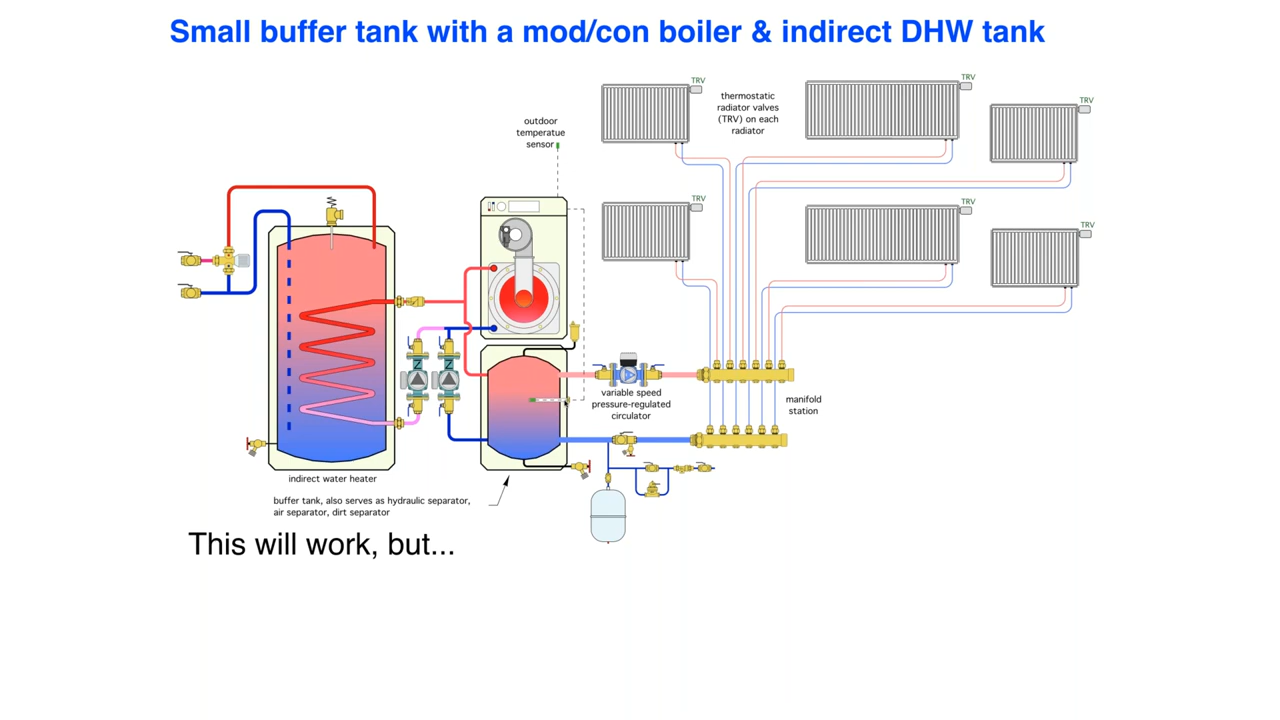 Small buffer tank with a mod/con boiler & indirect DHW tank
TRV
TRV
TRV
thermostatic
radiator valves
(TRV) on each
radiator
outdoor
temperatue
sensor
TRV
TRV
TRV
variable speed
pressure-regulated
circulator
manifold
station
indirect water heater
buffer tank, also serves as hydraulic separator,
air separator, dirt separator
This will work, but...